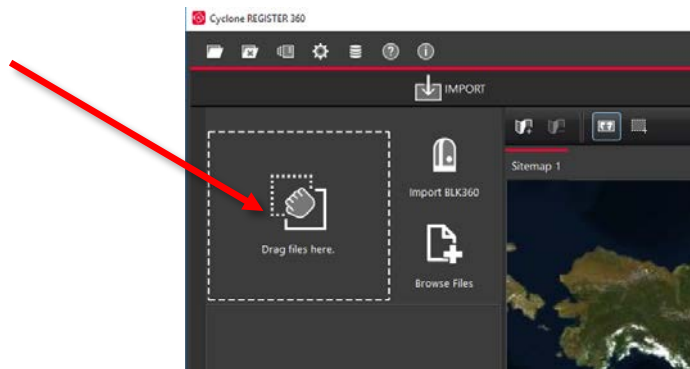 Cyclone REGISTER 360
IMPORT
Sitemap 1
Import BLK360
Drag files here.
Browse Files